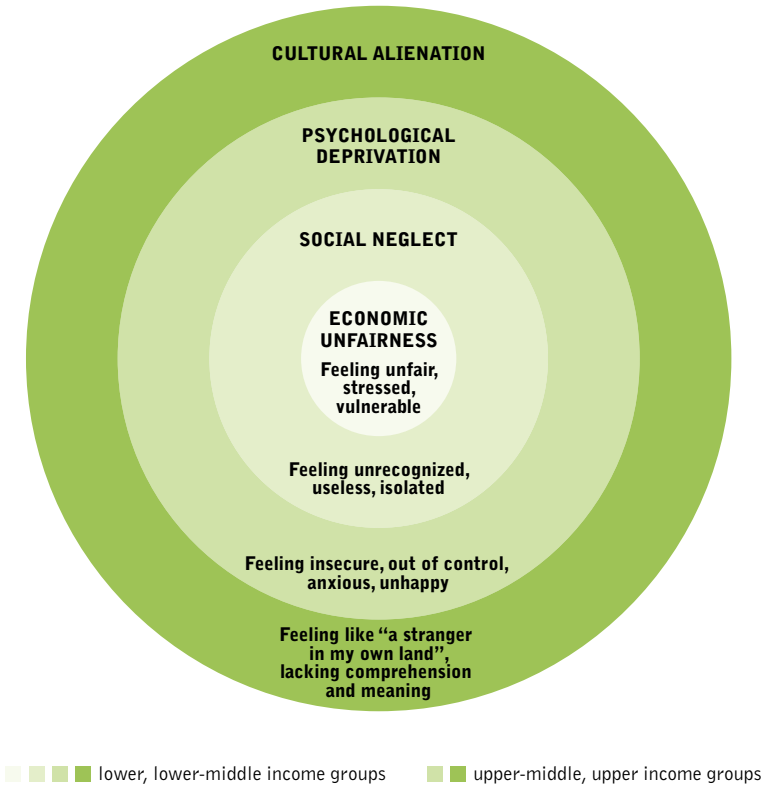 CULTURAL ALIENATION
PSYCHOLOGICAL
DEPRIVATION
SOCIAL NEGLECT
ECONOMIC
UNFAIRNESS
Feeling unfair,
stressed,
vulnerable
Feeling unrecognized,
useless, isolated
Feeling insecure, out of control,
anxious, unhappy
Feeling like “a stranger
in my own land”,
lacking comprehension
and meaning
lower, lower-middle income groups
upper-middle, upper income groups